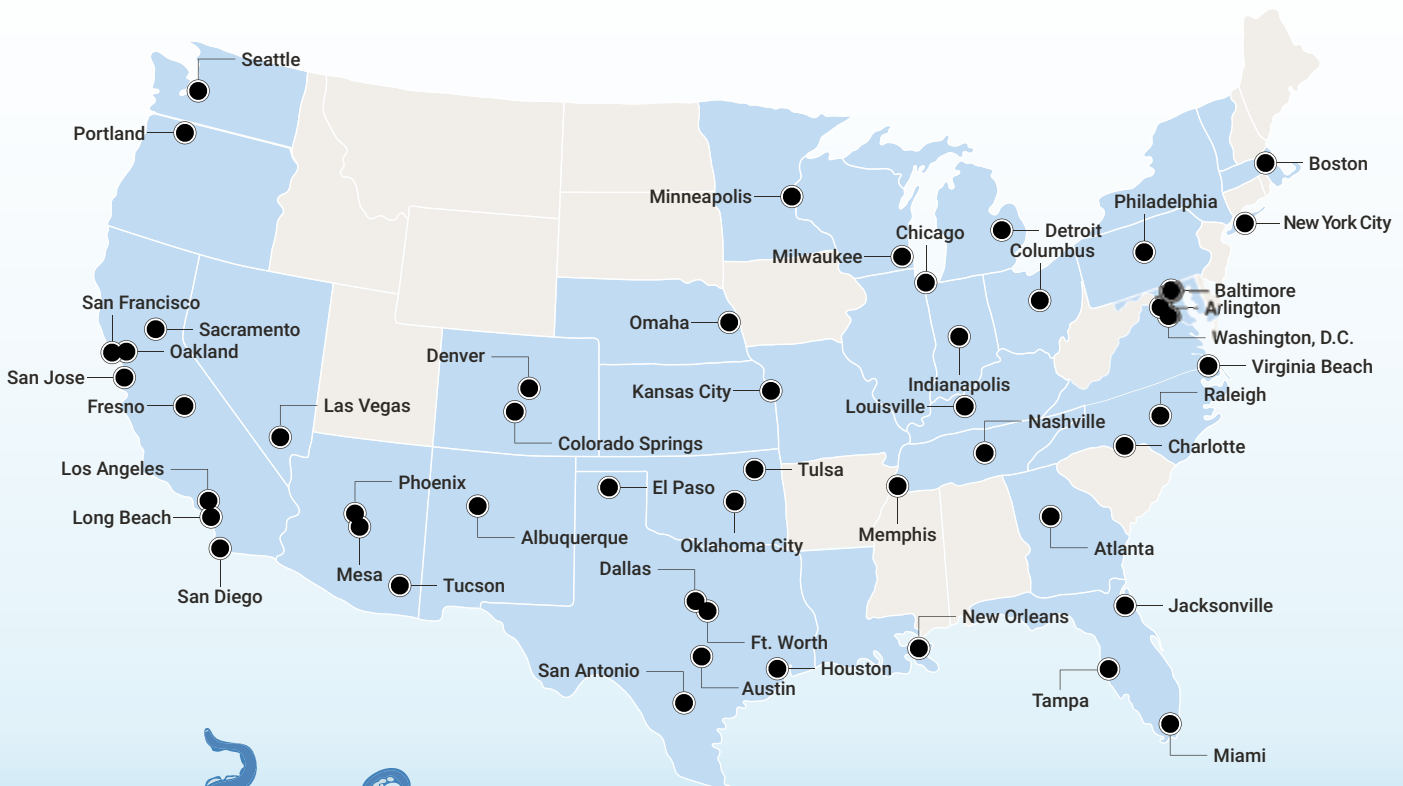 Seattle
Portland
Boston
Minneapolis
Philadelphia
New York City
Chicago
Detroit
Columbus
Milwaukee
Baltimore
San Francisco
Arlington
Omaha
Sacramento
Washington, D.C.
Oakland
Denver
Virginia Beach
San Jose
Indianapolis
Kansas City
Raleigh
Fresno
Las Vegas
Louisville
Nashville
Colorado Springs
Charlotte
Los Angeles
Tulsa
Phoenix
El Paso
Long Beach
Memphis
Albuquerque
Oklahoma City
Atlanta
Dallas
Mesa
Tucson
San Diego
Jacksonville
New Orleans
Ft. Worth
San Antonio
Houston
Austin
Tampa
Miami